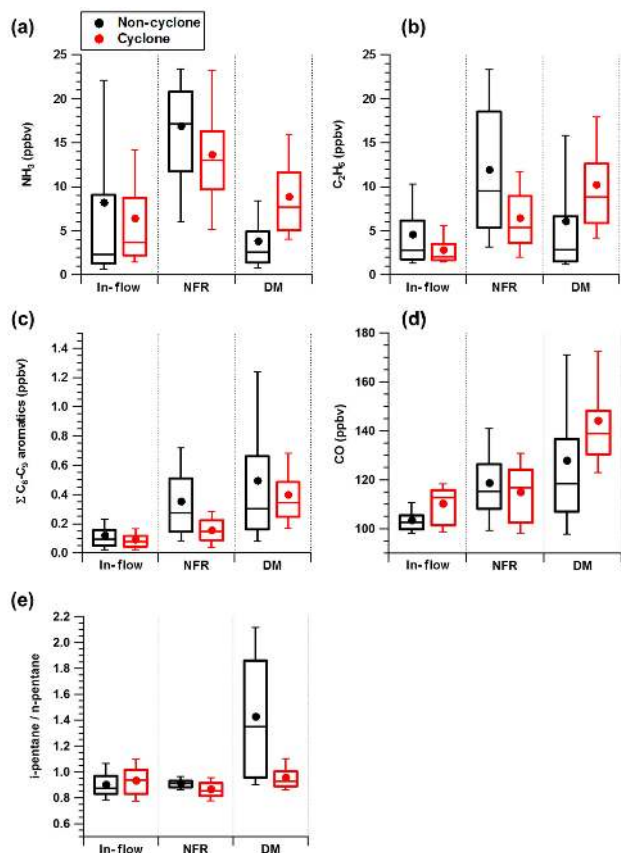 (a)
Non-cyclone
Cyclone
(b)
25
20
15
10
5
0
NH3 (ppbv)
In-flow NFR DM
25
20
15
10
5
0
C2H6 (ppbv)
In-flow NFR DM
(c)
(d)
1.4
1.2
1.0
0.8
0.6
0.4
0.2
0.0
Σ C6-C9 aromatics (ppbv)
In-flow NFR DM
180
160
140
120
100
CO (ppbv)
In-flow NFR DM
(e)
2.2
2.0
1.8
1.6
1.4
1.2
1.0
0.8
0.6
i-pentane / n-pentane
In-flow NFR DM